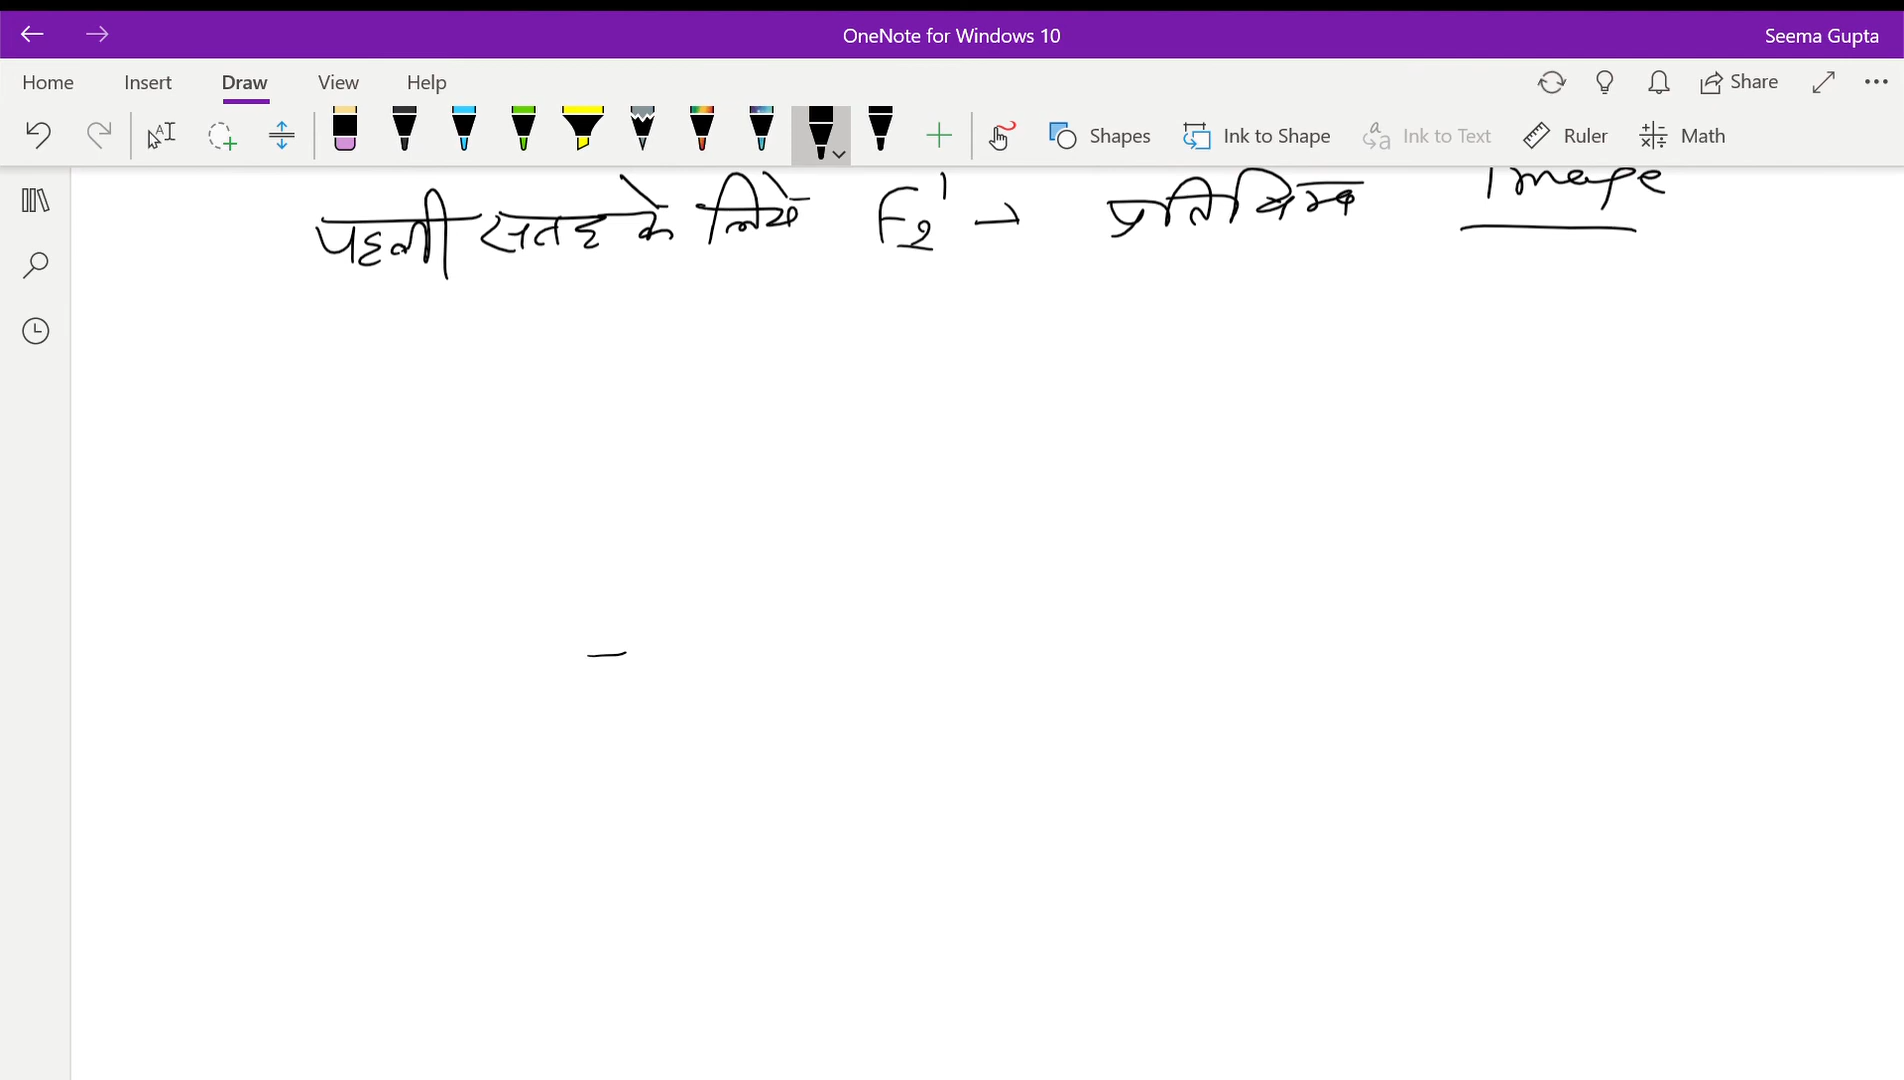 OneNote for Windows 10 Seema Gupta
Home Insert Draw View Help Share
Shapes Ink to Shape Ink to Text Ruler Math
पहली सतह के लिये F₂' → प्रतिबिम्ब Image